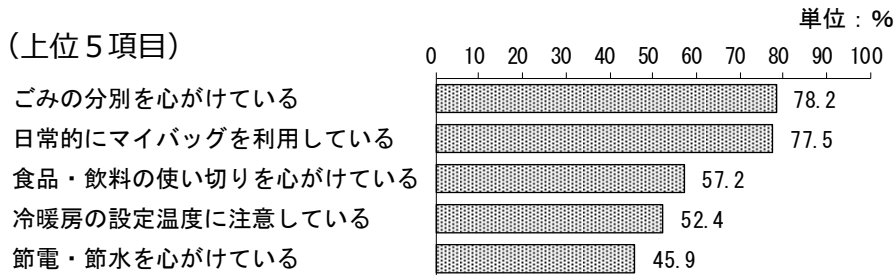 単位：%
（上位５項目）
0 10 20 30 40 50 60 70 80 90 100
ごみの分別を心がけている 78.2
日常的にマイバッグを利用している 77.5
食品・飲料の使い切りを心がけている 57.2
冷暖房の設定温度に注意している 52.4
節電・節水を心がけている 45.9